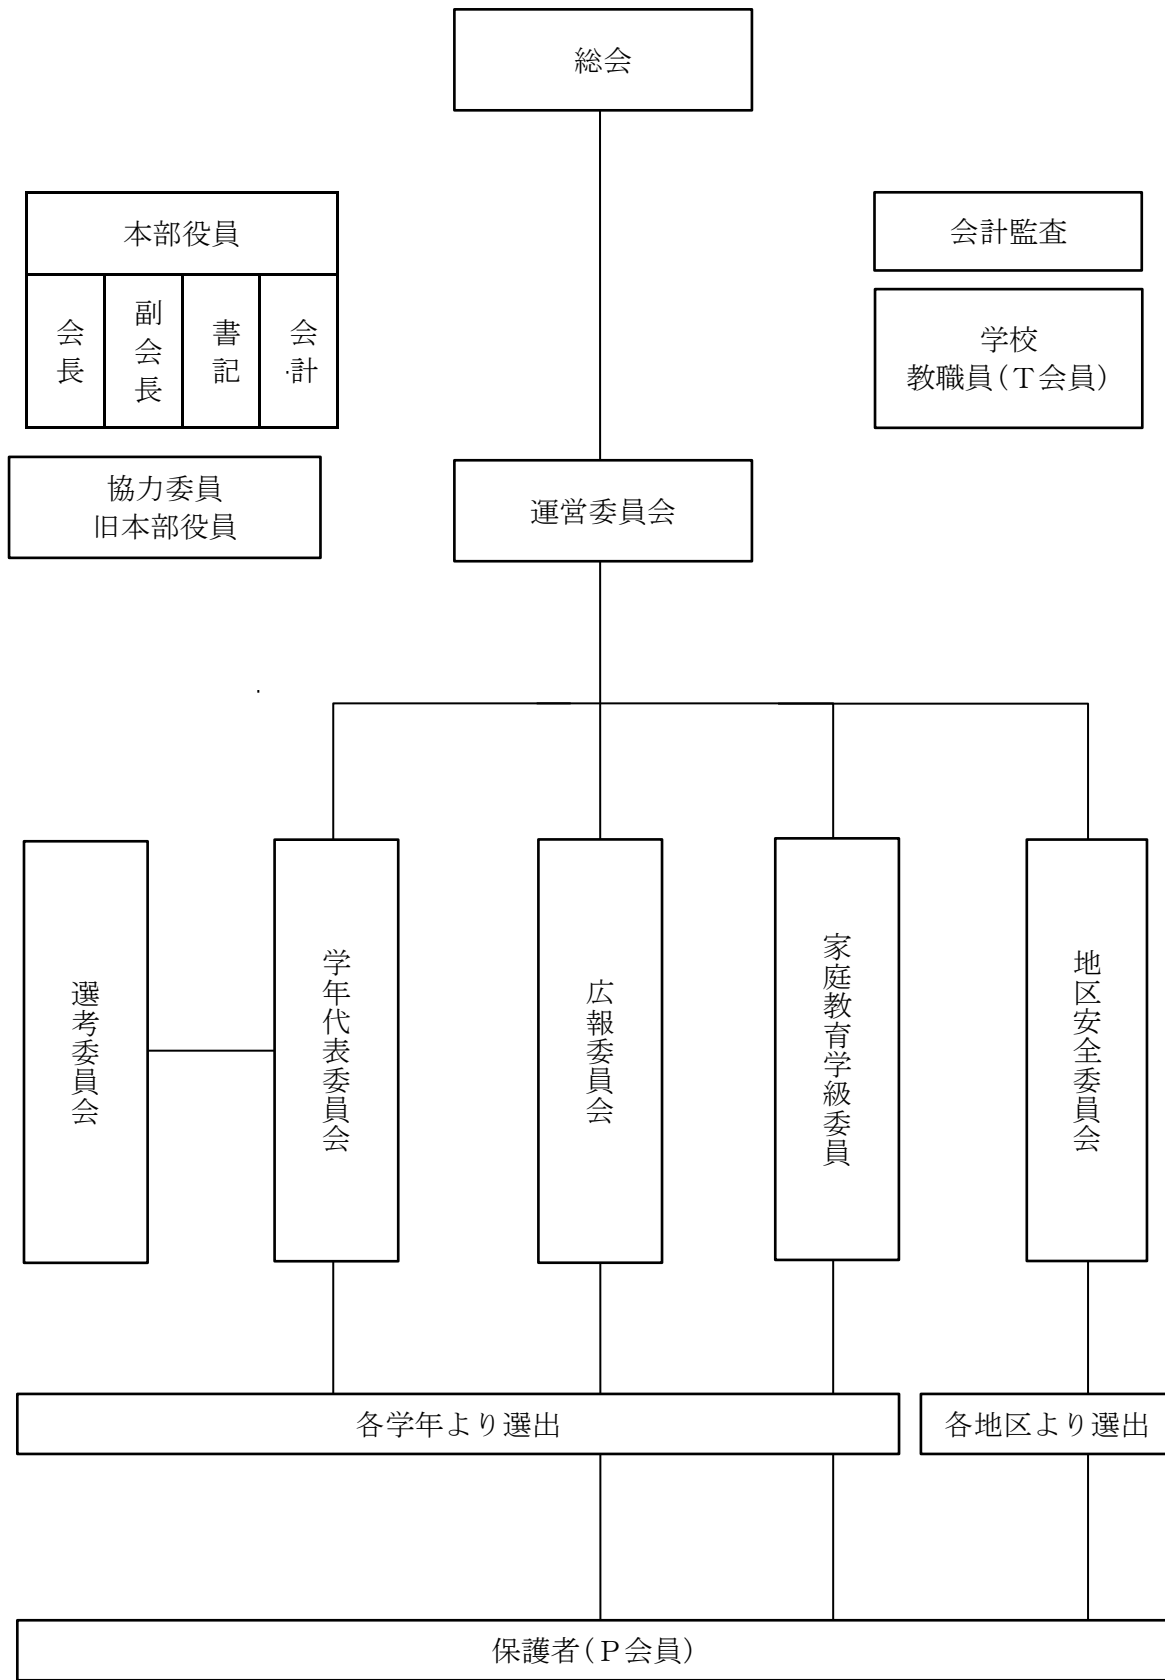 総会
本部役員
会長
副会長
書記
会計
会計監査
学校
教職員（Ｔ会員）
協力委員
旧本部役員
運営委員会
選考委員会
学年代表委員会
広報委員会
家庭教育学級委員
地区安全委員会
各学年より選出
各地区より選出
保護者（Ｐ会員）